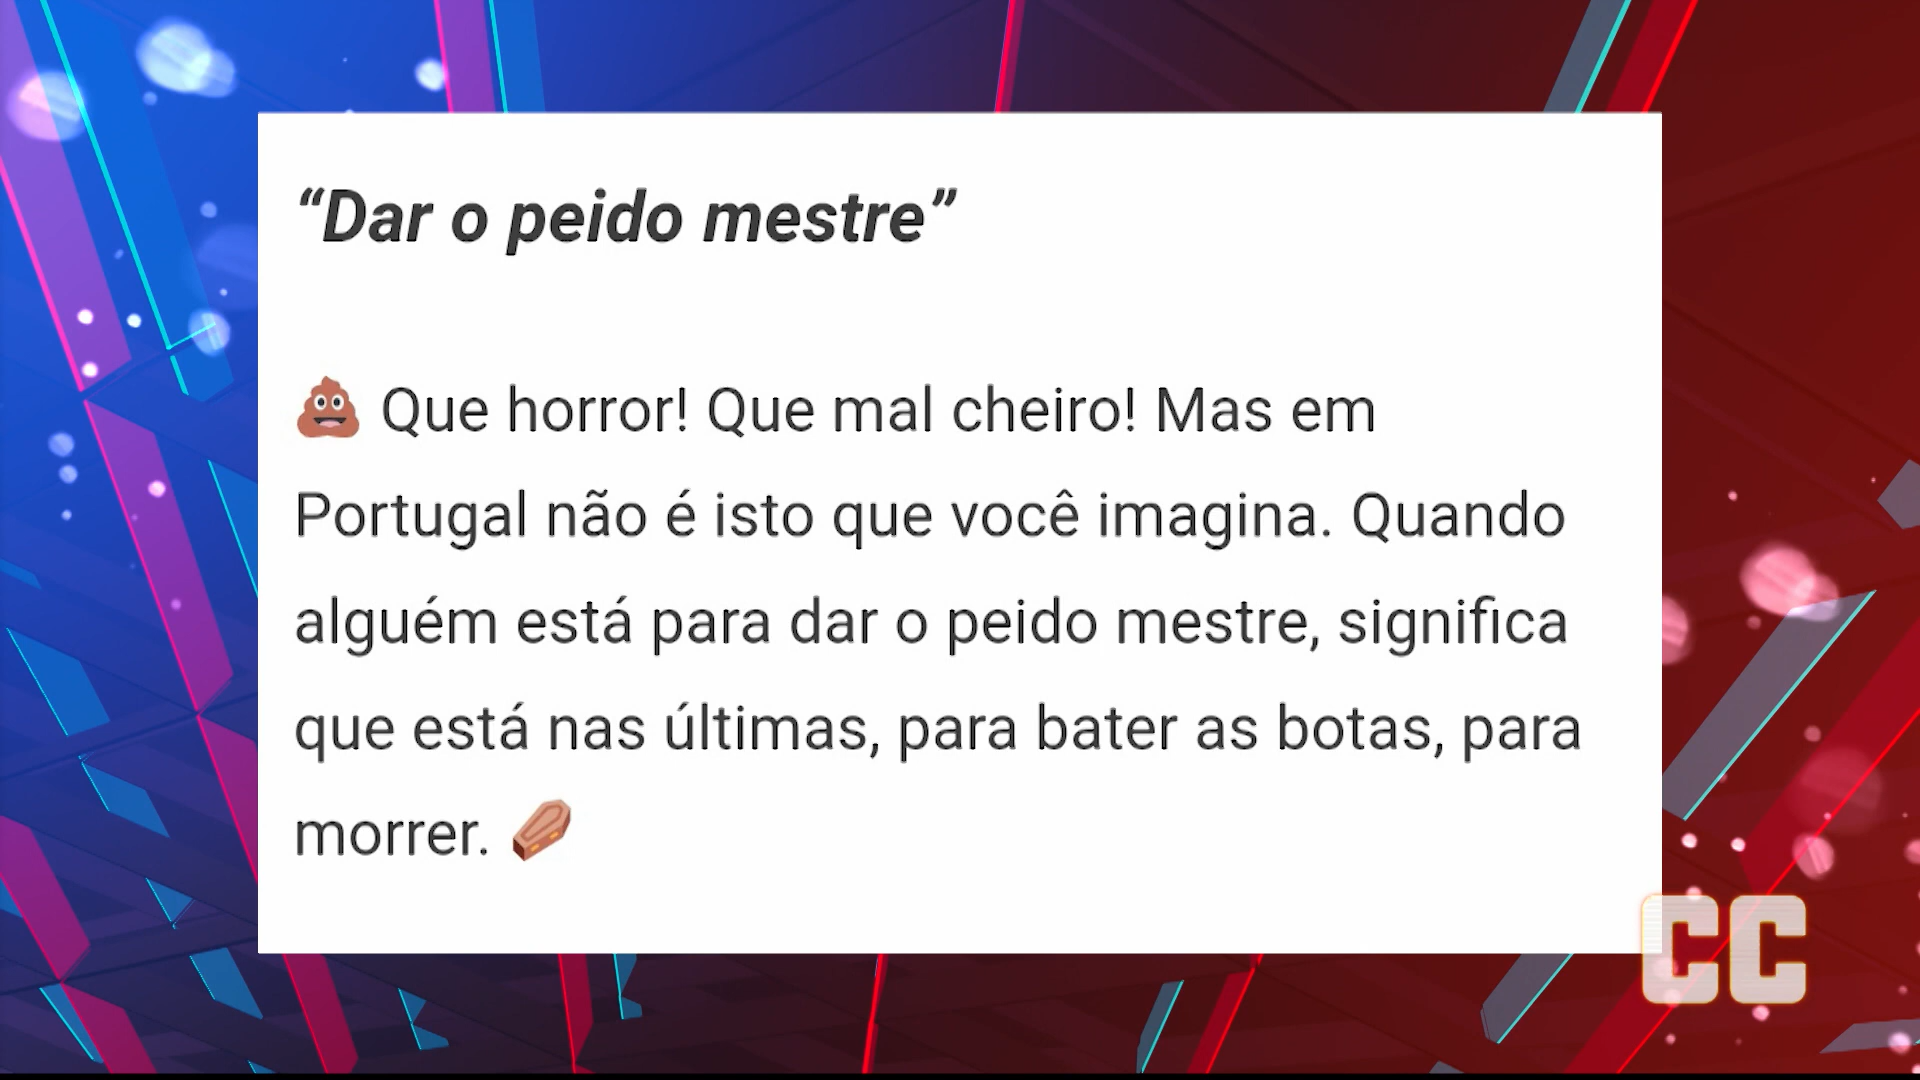 “Dar o peido mestre”
💩 Que horror! Que mal cheiro! Mas em
Portugal não é isto que você imagina. Quando
alguém está para dar o peido mestre, significa
que está nas últimas, para bater as botas, para
morrer. ⚰️
CC